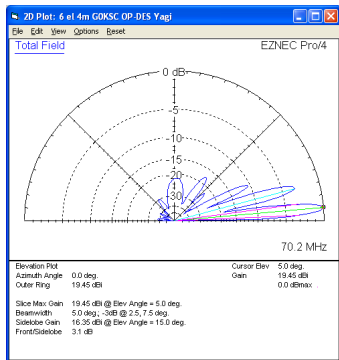 2D Plot: 6 el 4m G0KSC OP-DES Yagi
File Edit View Options Reset
Total Field
EZNEC Pro/4
0 dB
-5
-10
-15
-20
-30
70.2 MHz
Elevation Plot
Cursor Elev 5.0 deg.
Azimuth Angle 0.0 deg.
Gain 19.45 dBi
Outer Ring 19.45 dBi
0.0 dBmax
Slice Max Gain 19.45 dBi @ Elev Angle = 5.0 deg.
Beamwidth 5.0 deg.; -3dB @ 2.5, 7.5 deg.
Sidelobe Gain 16.35 dBi @ Elev Angle = 15.0 deg.
Front/Sidelobe 3.1 dB